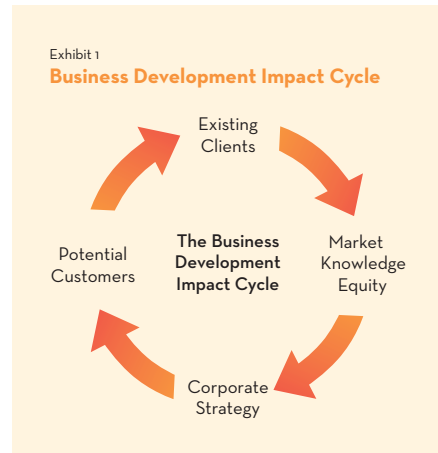 Exhibit 1
Business Development Impact Cycle
Existing
Clients
Market
Knowledge
Equity
Corporate
Strategy
Potential
Customers
The Business
Development
Impact Cycle